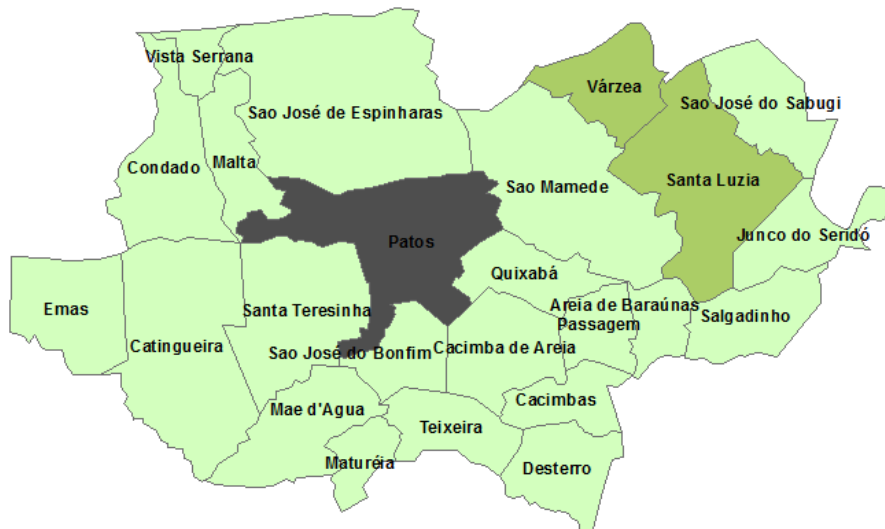 Vista Serrana
Várzea
Sao José do Sabugi
Sao José de Espinharas
Malta
Condado
Sao Mamede
Santa Luzia
Patos
Junco do Seridó
Quixabá
Emas
Santa Teresinha
Areia de Baraúnas
Passagem
Salgadinho
Catingueira
Sao José do Bonfim
Cacimba de Areia
Cacimbas
Mae d'Agua
Teixeira
Maturéia
Desterro